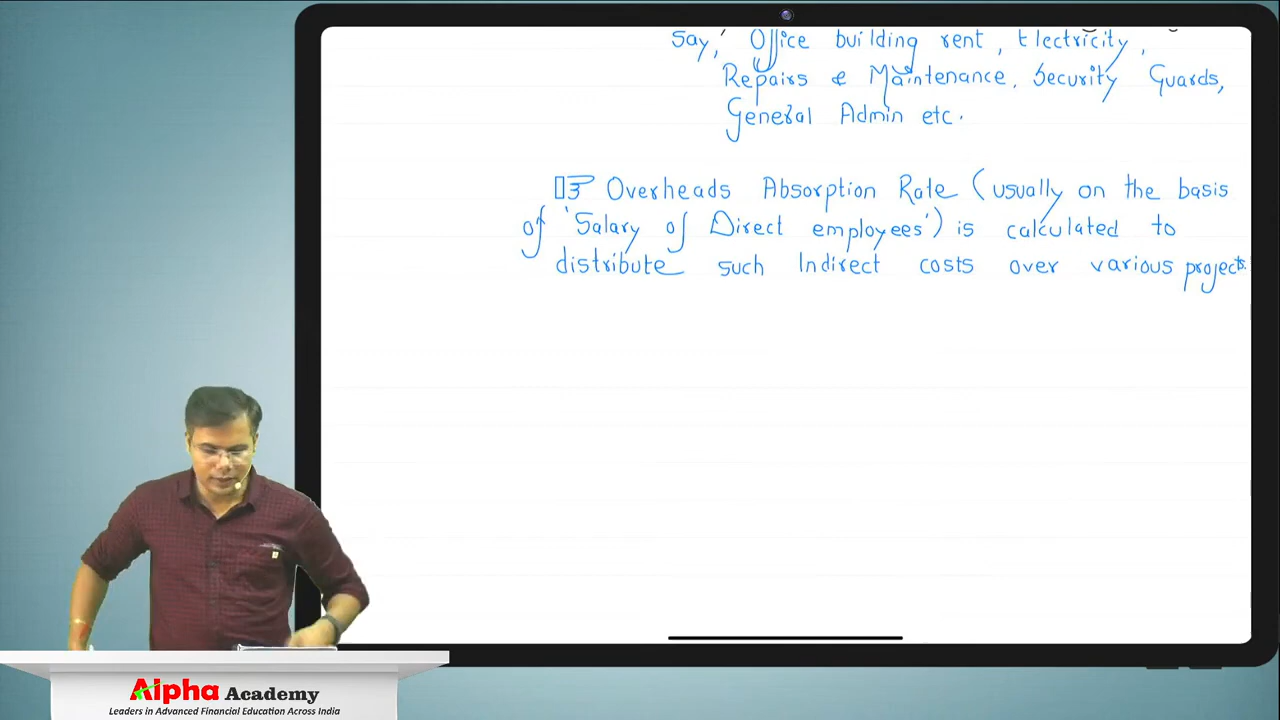 Say, Office building rent, Electricity,
Repairs & Maintenance, Security Guards,
General Admin etc.
☞ Overheads Absorption Rate (usually on the basis
of 'Salary of Direct employees') is calculated to
distribute such Indirect costs over various projects.
Alpha Academy
Leaders in Advanced Financial Education Across India